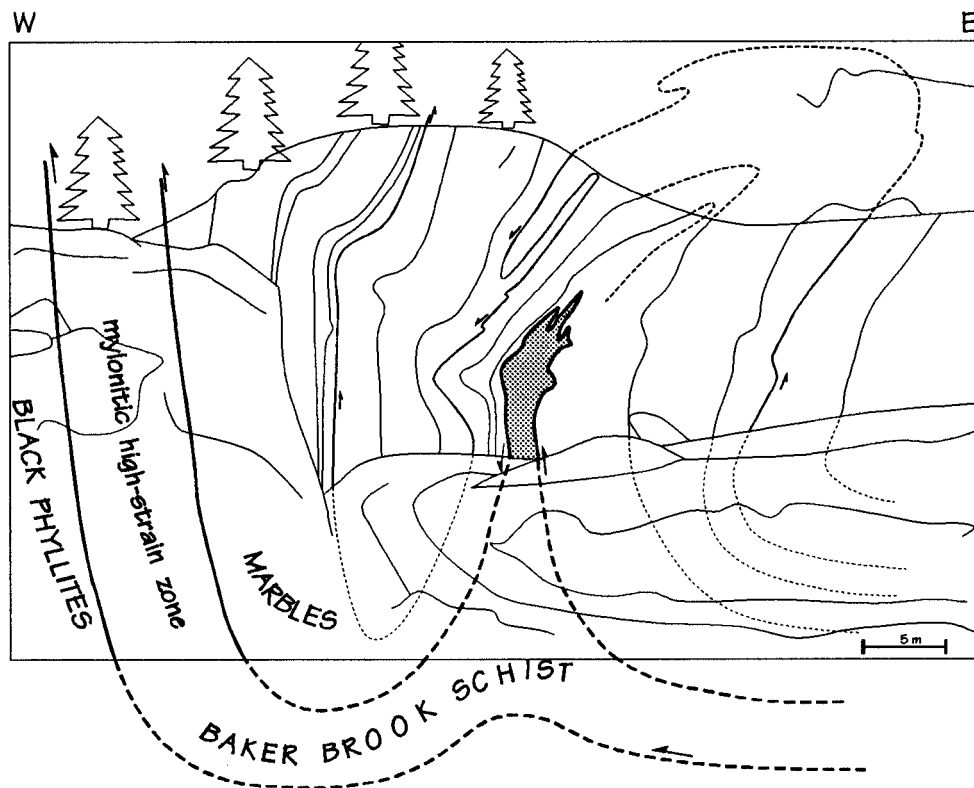 W
E
BLACK PHYLLITES
mylonitic high-strain zone
MARBLES
BAKER BROOK SCHIST
5 m